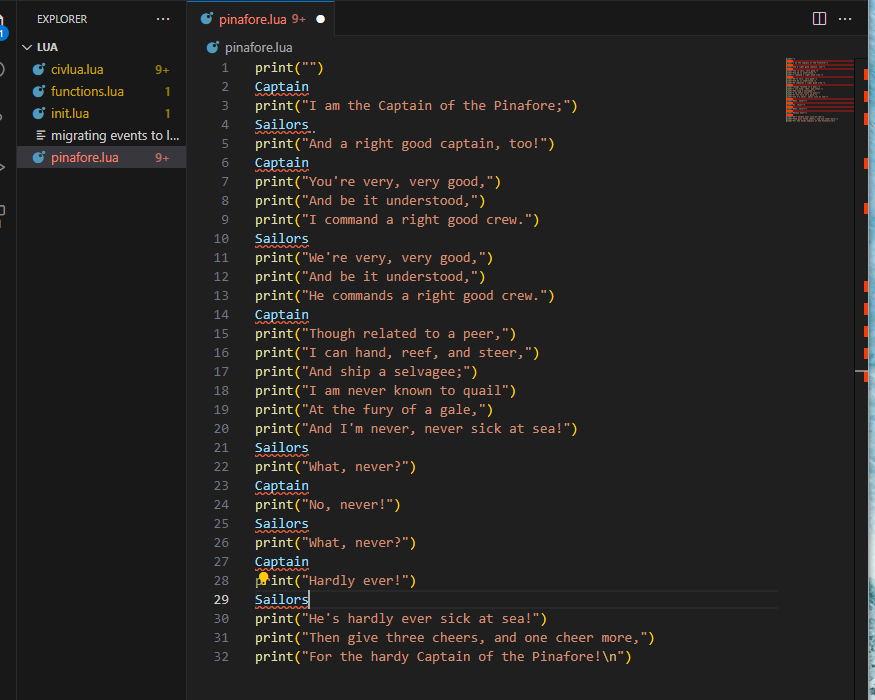 EXPLORER ...
LUA
civlua.lua 9+
functions.lua 1
init.lua 1
migrating events to l...
pinafore.lua 9+
1
pinafore.lua 9+
pinafore.lua
1 print("")
2 Captain
3 print("I am the Captain of the Pinafore;")
4 Sailors
5 print("And a right good captain, too!")
6 Captain
7 print("You're very, very good,")
8 print("And be it understood,")
9 print("I command a right good crew.")
10 Sailors
11 print("We're very, very good,")
12 print("And be it understood,")
13 print("He commands a right good crew.")
14 Captain
15 print("Though related to a peer,")
16 print("I can hand, reef, and steer,")
17 print("And ship a selvagee;")
18 print("I am never known to quail")
19 print("At the fury of a gale,")
20 print("And I'm never, never sick at sea!")
21 Sailors
22 print("What, never?")
23 Captain
24 print("No, never!")
25 Sailors
26 print("What, never?")
27 Captain
28 print("Hardly ever!")
29 Sailors
30 print("He's hardly ever sick at sea!")
31 print("Then give three cheers, and one cheer more,")
32 print("For the hardy Captain of the Pinafore!\n")